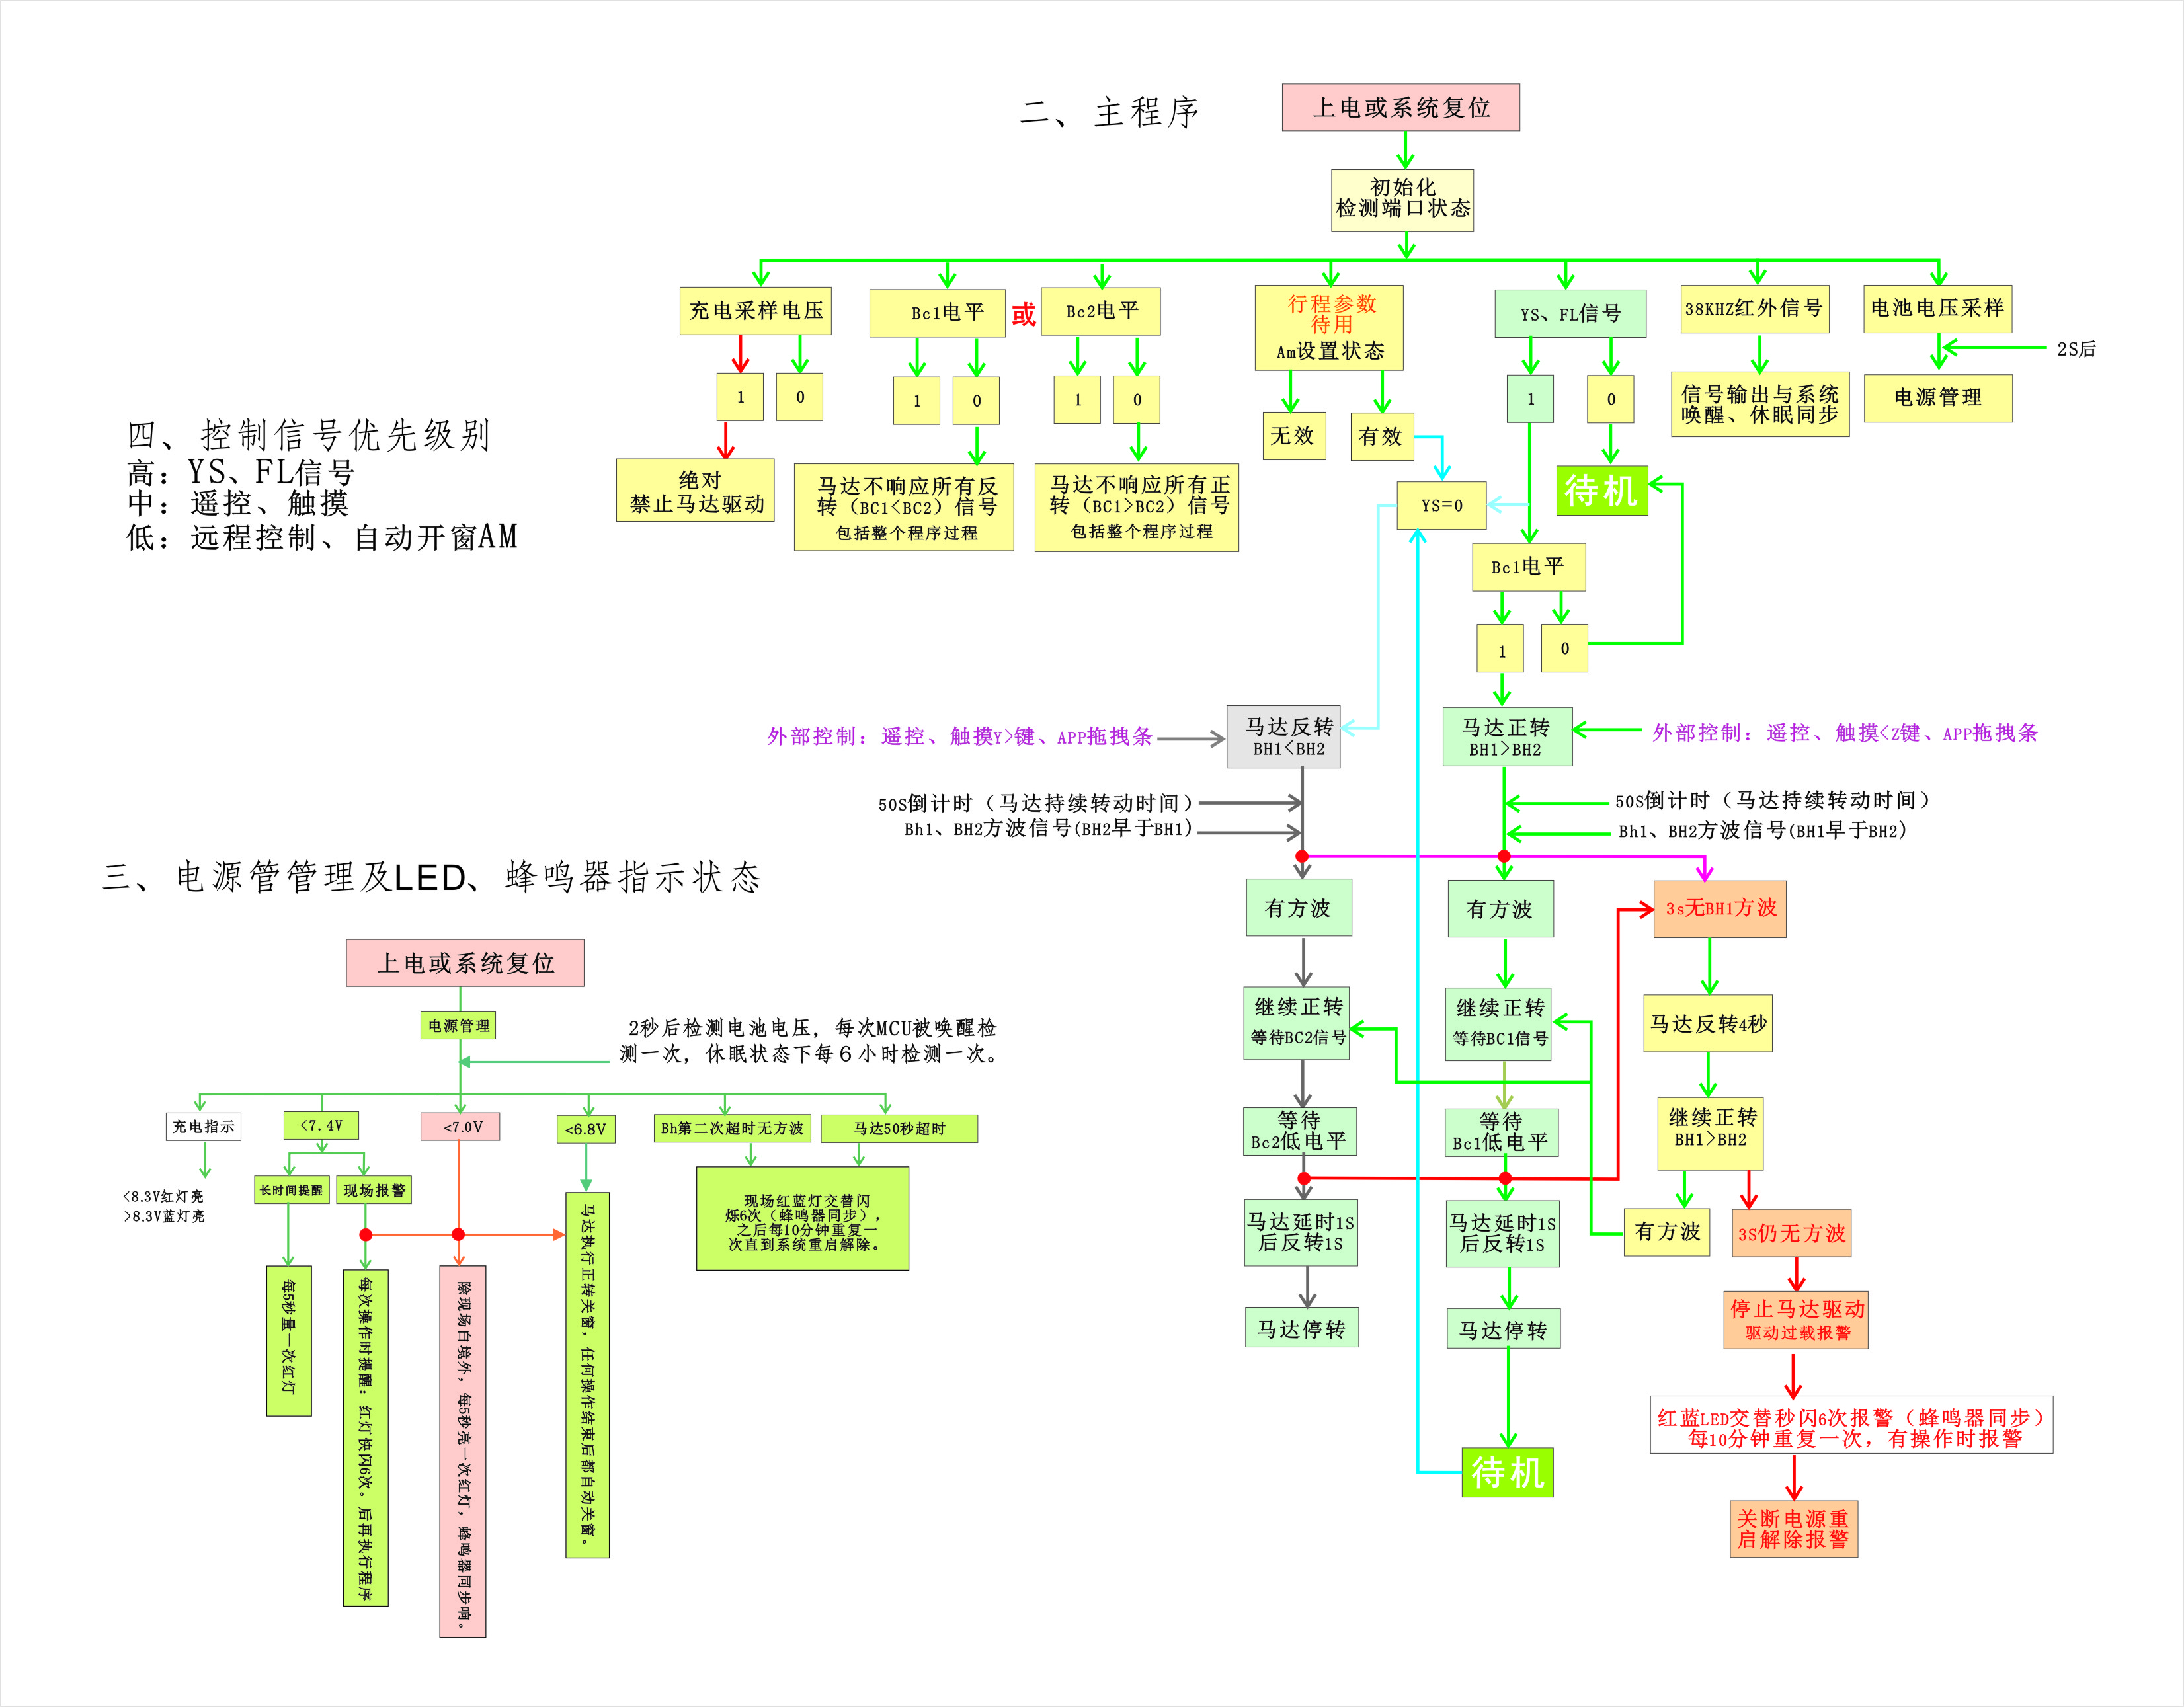 二、主程序
上电或系统复位
初始化
检测端口状态
充电采样电压
1
0
绝对
禁止马达驱动
Bc1电平
或
Bc2电平
1
0
1
0
马达不响应所有反
转（BC1<BC2）信号
包括整个程序过程
马达不响应所有正
转（BC1>BC2）信号
包括整个程序过程
行程参数
待用
Am设置状态
无效
有效
YS=0
YS、FL信号
1
0
待机
38KHZ红外信号
信号输出与系统
唤醒、休眠同步
电池电压采样
2S后
电源管理
Bc1电平
1
0
外部控制：遥控、触摸Y>键、APP拖拽条
马达反转
BH1<BH2
马达正转
BH1>BH2
外部控制：遥控、触摸<Z键、APP拖拽条
50S倒计时（马达持续转动时间）
Bh1、BH2方波信号(BH2早于BH1)
50S倒计时（马达持续转动时间）
Bh1、BH2方波信号(BH1早于BH2)
有方波
有方波
3s无BH1方波
继续正转
等待BC2信号
继续正转
等待BC1信号
马达反转4秒
等待
Bc2低电平
等待
Bc1低电平
继续正转
BH1>BH2
马达延时1S
后反转1S
马达延时1S
后反转1S
有方波
3S仍无方波
马达停转
马达停转
停止马达驱动
驱动过载报警
红蓝LED交替秒闪6次报警（蜂鸣器同步）
每10分钟重复一次，有操作时报警
待机
关断电源重
启解除报警
四、控制信号优先级别
高：YS、FL信号
中：遥控、触摸
低：远程控制、自动开窗AM
三、电源管管理及LED、蜂鸣器指示状态
上电或系统复位
电源管理
2秒后检测电池电压，每次MCU被唤醒检
测一次，休眠状态下每６小时检测一次。
充电指示
<8.3V红灯亮
>8.3V蓝灯亮
<7.4V
<7.0V
<6.8V
Bh第二次超时无方波
马达50秒超时
长时间提醒
现场报警
现场红蓝灯交替闪
烁6次（蜂鸣器同步），
之后每10分钟重复一
次直到系统重启解除。
每5秒量一次红灯
每次操作时提醒：红灯快闪6次。后再执行程序
除现场白境外，每5秒亮一次红灯，蜂鸣器同步响。
马达执行正转关窗，任何操作结束后都自动关窗。